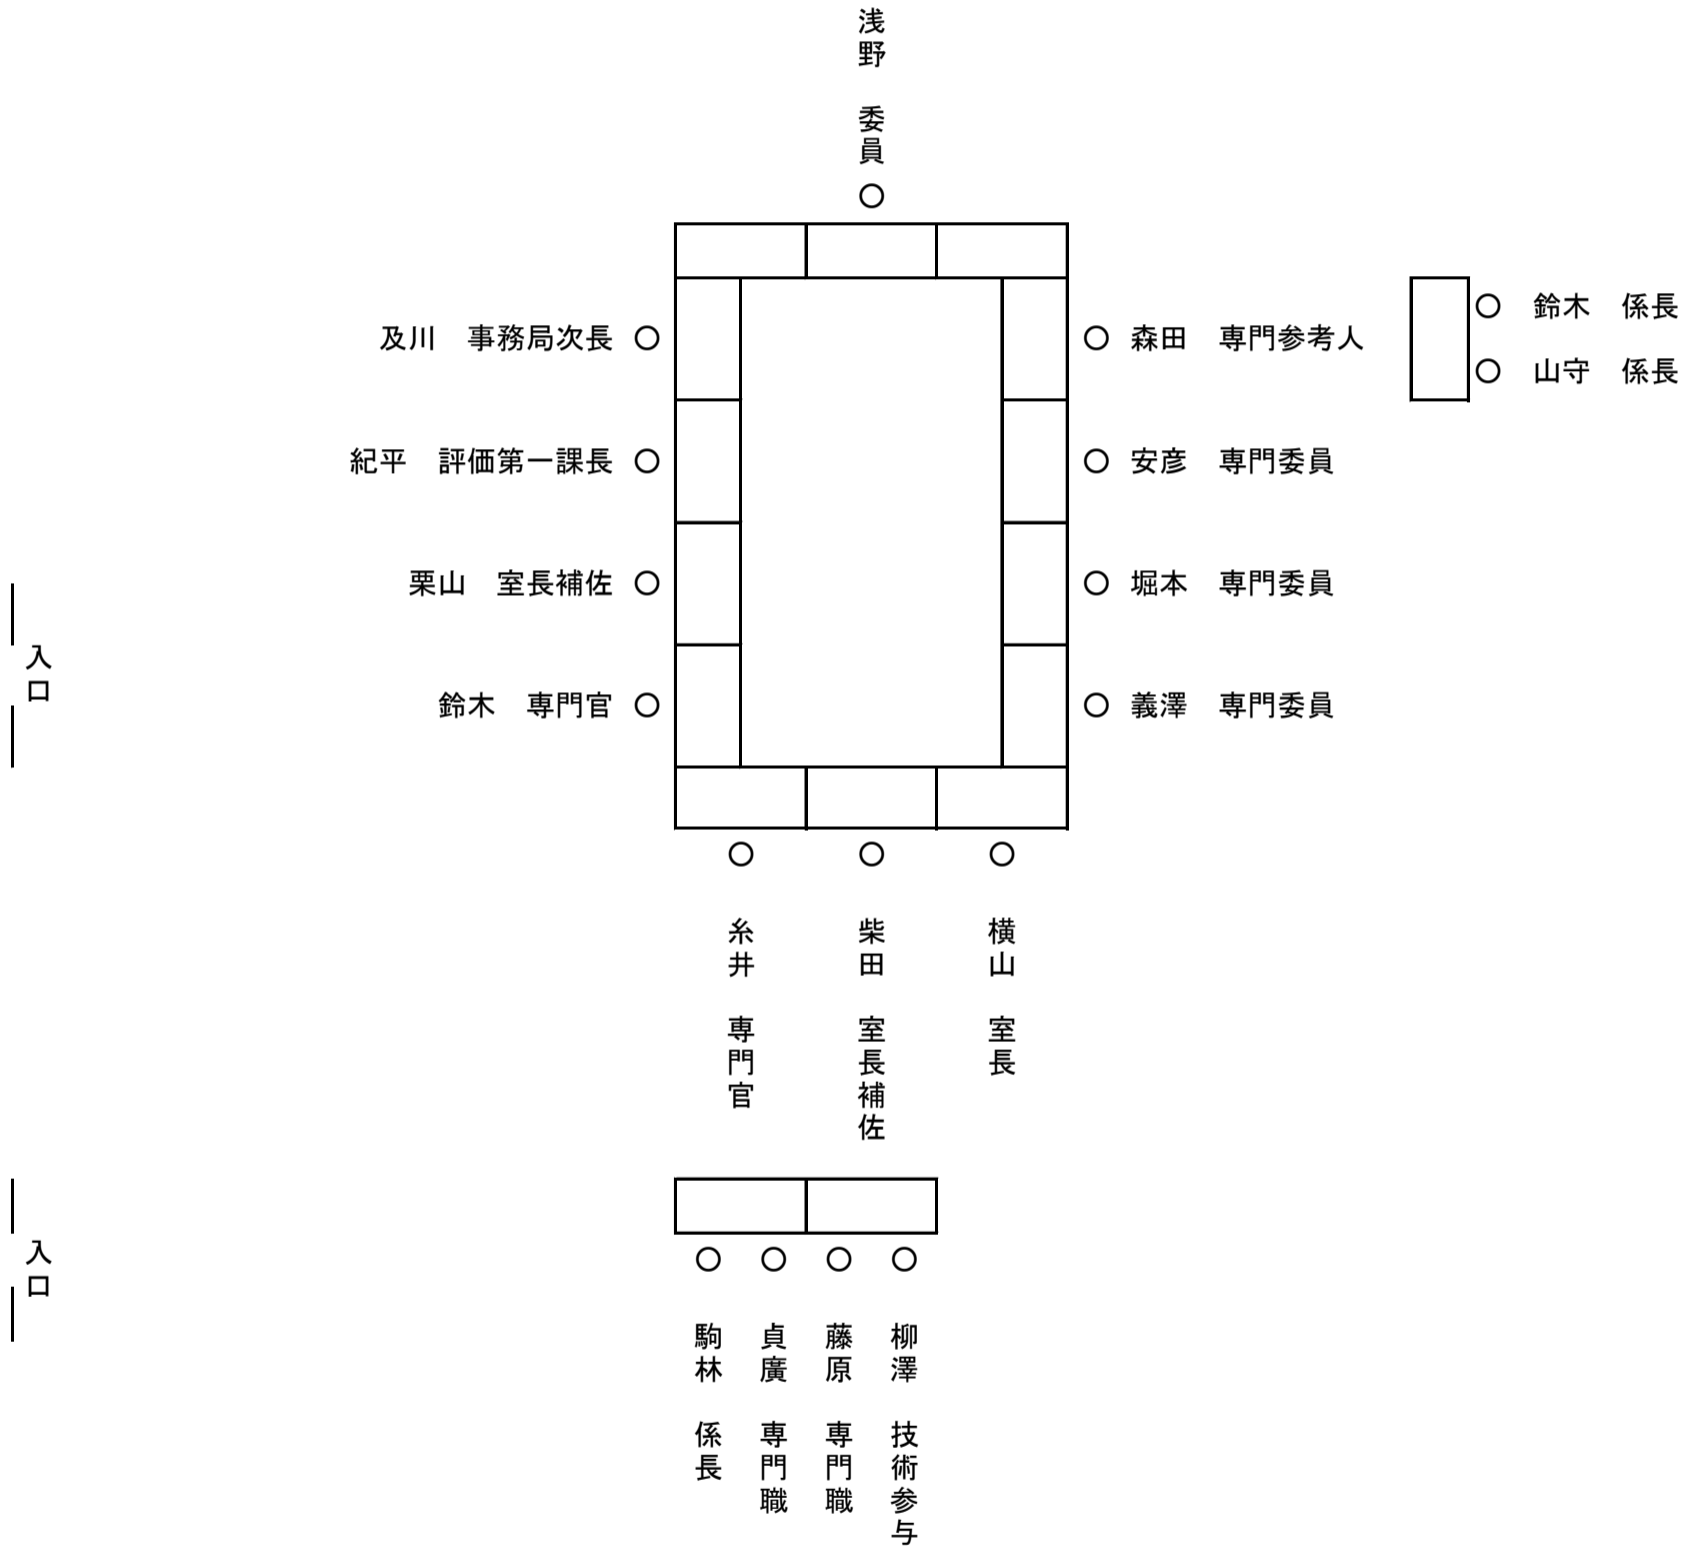 浅野　委員
及川　事務局次長
森田　専門参考人
鈴木　係長
山守　係長
紀平　評価第一課長
安彦　専門委員
栗山　室長補佐
堀本　専門委員
入口
鈴木　専門官
義澤　専門委員
糸井　専門官
柴田　室長補佐
横山　室長
入口
駒林　係長
貞廣　専門職
藤原　専門職
柳澤　技術参与